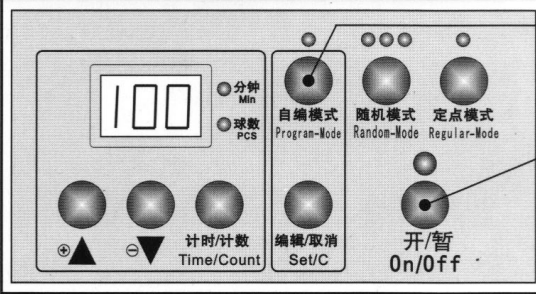 100
分钟
Min
球数
PCS
自编模式
Program-Mode
随机模式
Random-Mode
定点模式
Regular-Mode
计时/计数
Time/Count
编辑/取消
Set/C
开/暂
On/Off